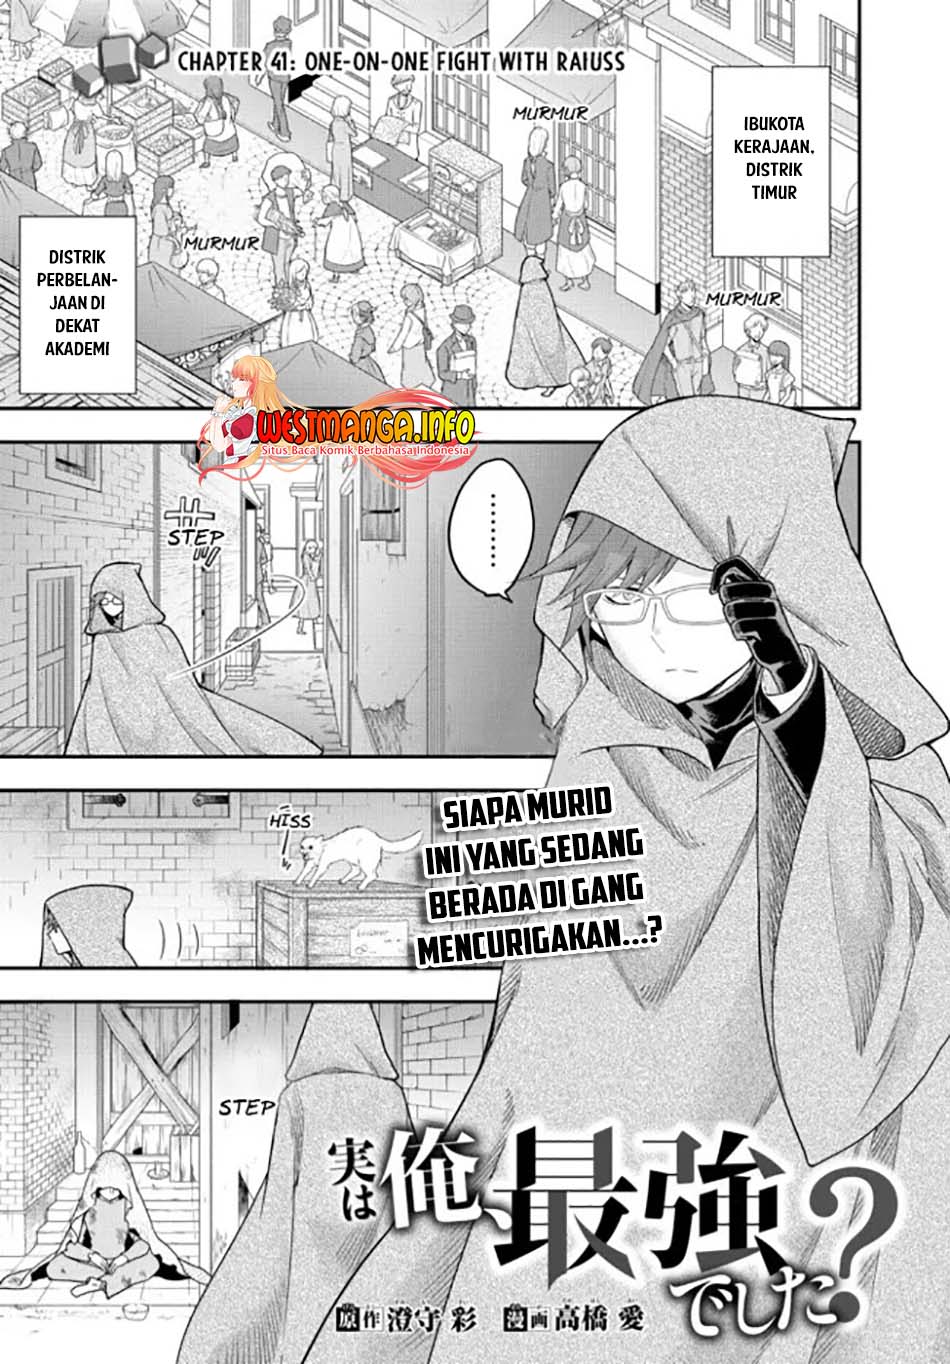 CHAPTER 41: ONE-ON-ONE FIGHT WITH RAIUSS
MURMUR
IBUKOTA
KERAJAAN,
DISTRIK
TIMUR
MURMUR
DISTRIK
PERBELAN-
JAAN DI
DEKAT
AKADEMI
MURMUR
WESTMANGA.INFO
Situs Baca Komik Berbahasa Indonesia
STEP
.........
HISS
SIAPA MURID
INI YANG SEDANG
BERADA DI GANG
MENCURIGAKAN...?
STEP
実は俺、最強
でした?
原作 澄守 彩 漫画 高橋 愛